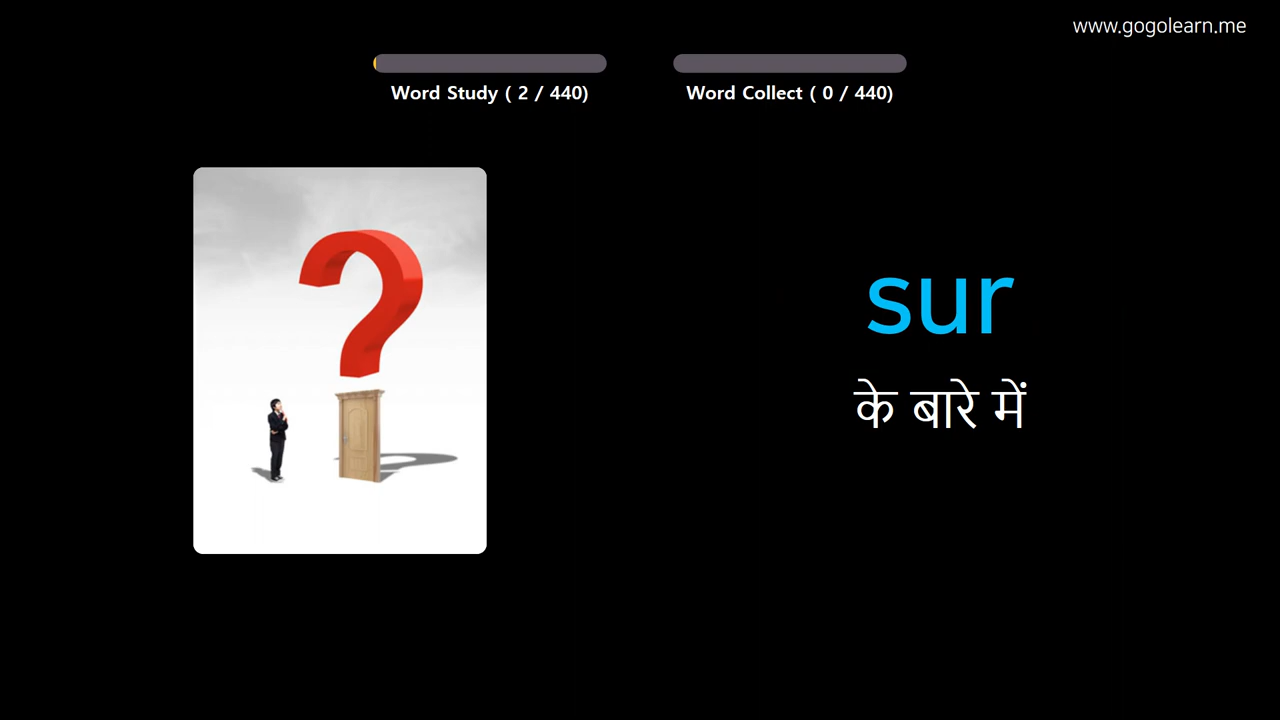 www.gogolearn.me
Word Study ( 2 / 440)
Word Collect ( 0 / 440)
sur
के बारे में